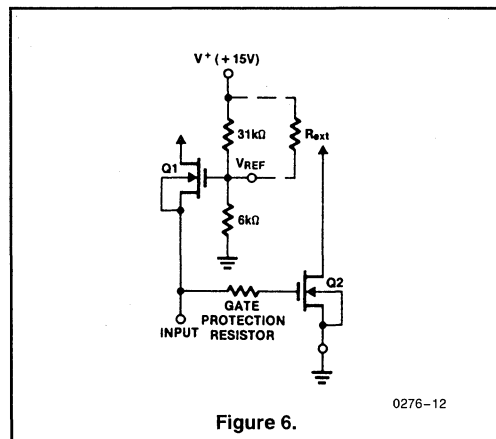 V+ (+15V)
31kΩ
Rext
Q1
VREF
6kΩ
Q2
GATE
PROTECTION
RESISTOR
INPUT
0276-12
Figure 6.